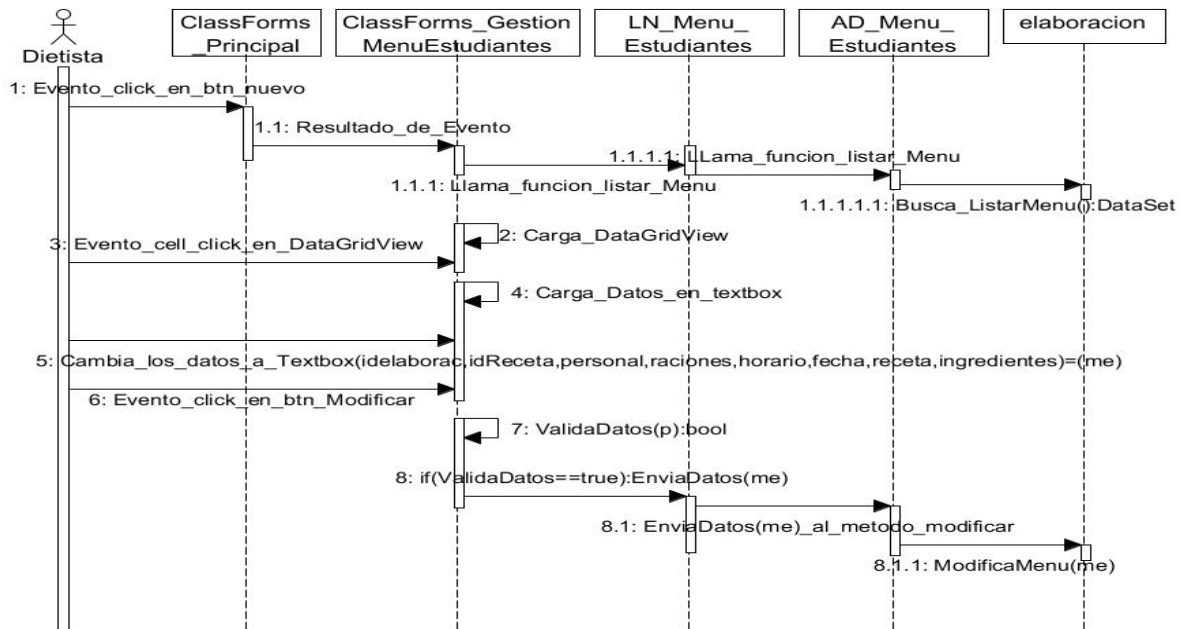 Dietista
ClassForms
_Principal
ClassForms_Gestion
MenuEstudiantes
LN_Menu_
Estudiantes
AD_Menu_
Estudiantes
elaboracion
1: Evento_click_en_btn_nuevo
1.1: Resultado_de_Evento
1.1.1.1: LLama_funcion_listar_Menu
1.1.1: Llama_funcion_listar_Menu
1.1.1.1.1: Busca_ListarMenu():DataSet
2: Carga_DataGridView
3: Evento_cell_click_en_DataGridView
4: Carga_Datos_en_textbox
5: Cambia_los_datos_a_Textbox(idelaborac,idReceta,personal,raciones,horario,fecha,receta,ingredientes)=(me)
6: Evento_click_en_btn_Modificar
7: ValidaDatos(p):bool
8: if(ValidaDatos==true):EnviaDatos(me)
8.1: EnviaDatos(me)_al_metodo_modificar
8.1.1: ModificaMenu(me)